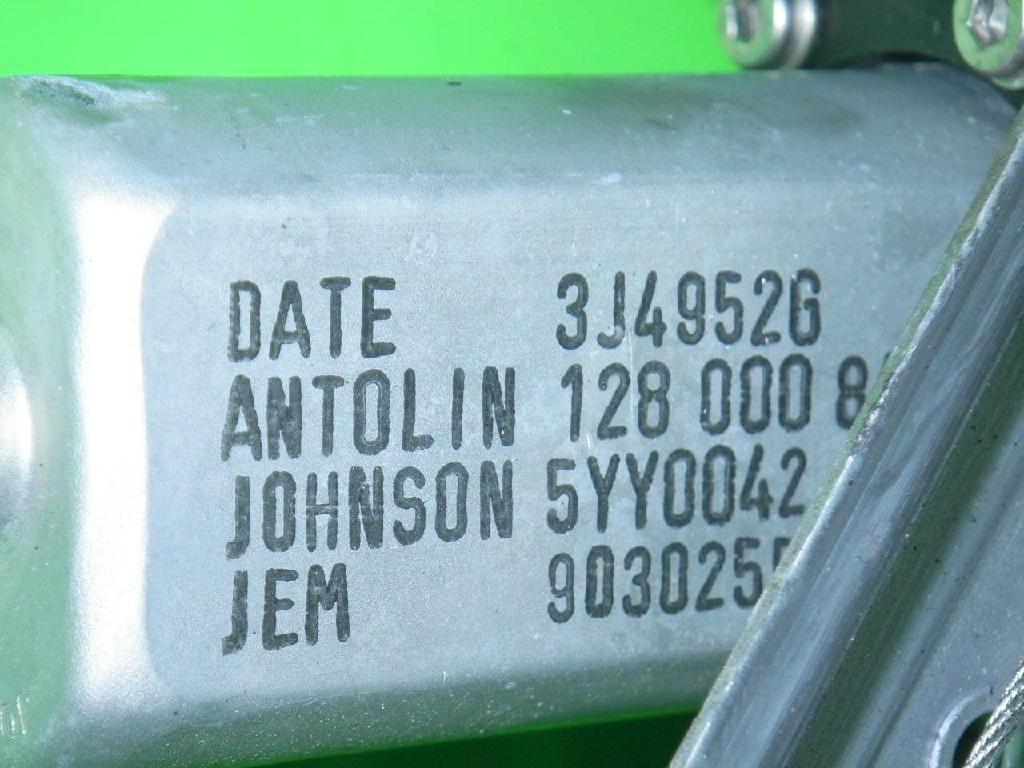 DATE 3J4952G
ANTOLIN 128 000 8
JOHNSON 5YY0042
JEM 903025